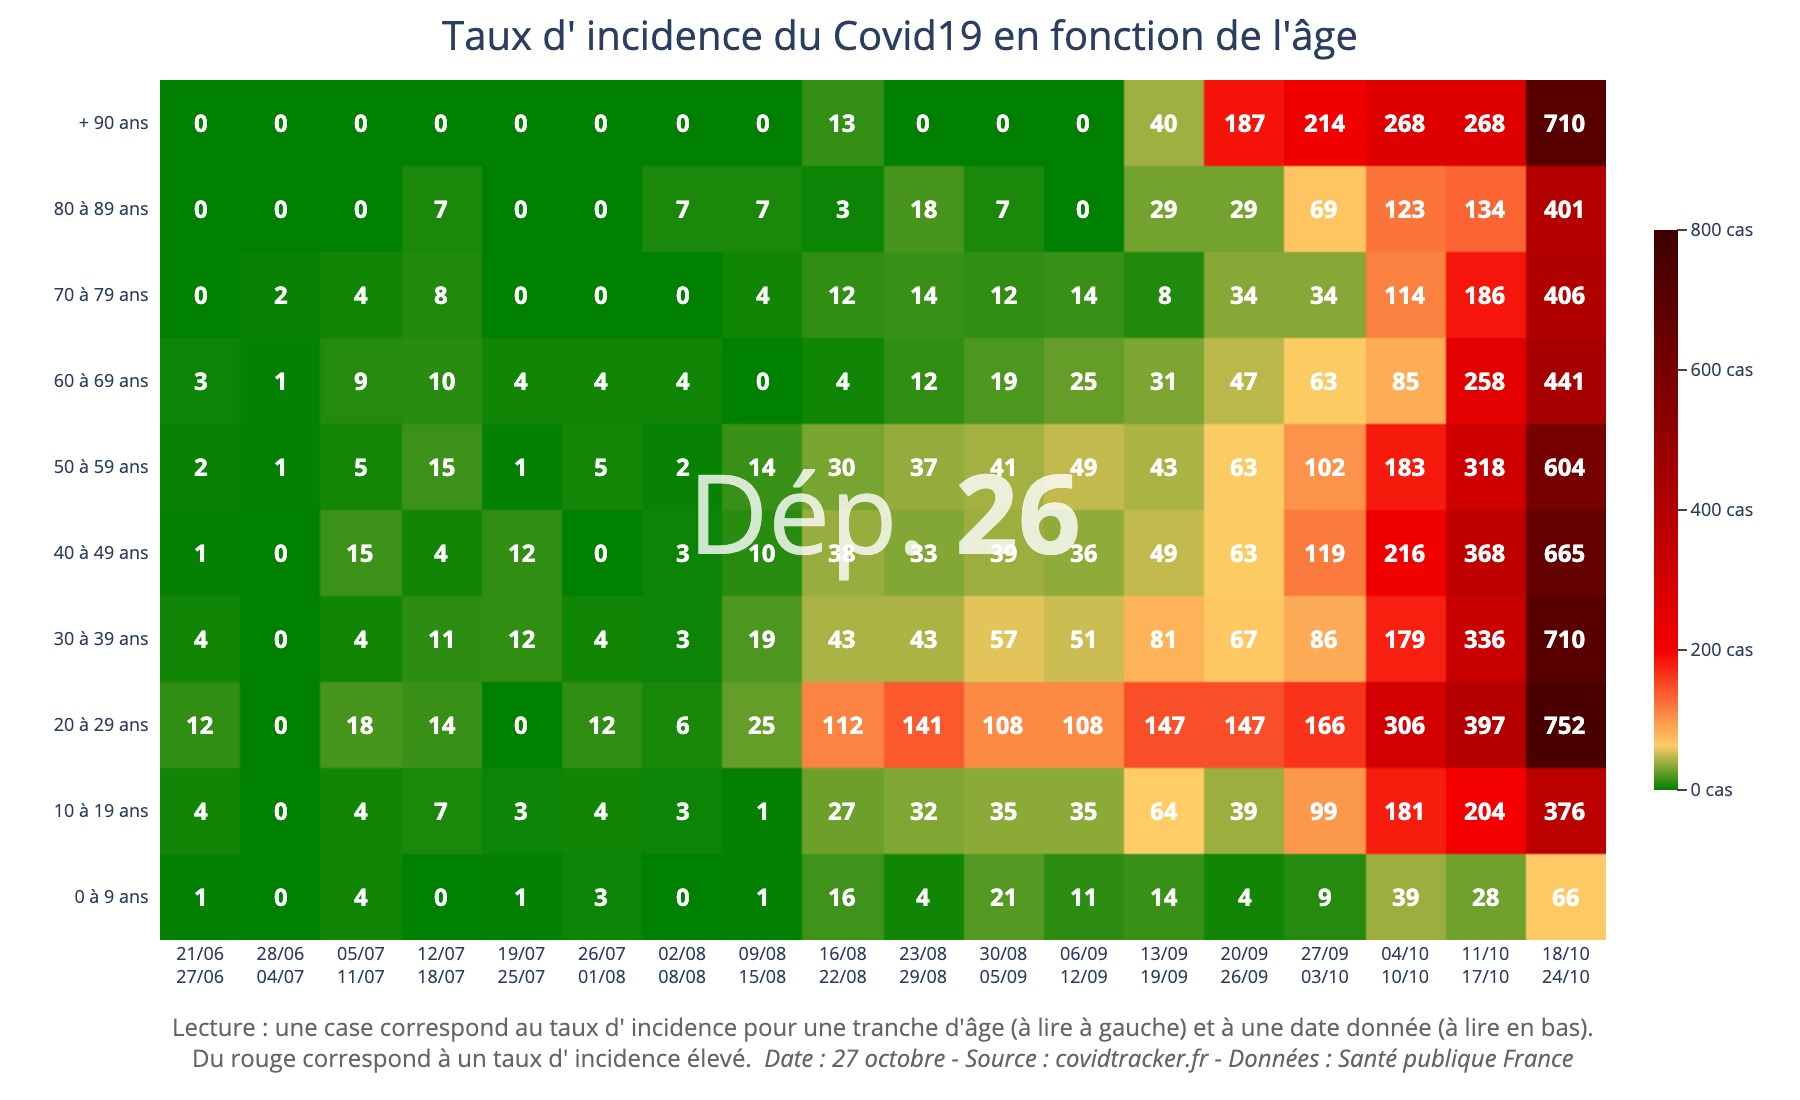 Taux d' incidence du Covid19 en fonction de l'âge
+ 90 ans 0 0 0 0 0 0 0 0 13 0 0 0 40 187 214 268 268 710
80 à 89 ans 0 0 0 7 0 0 7 7 3 18 7 0 29 29 69 123 134 401
70 à 79 ans 0 2 4 8 0 0 0 4 12 14 12 14 8 34 34 114 186 406
60 à 69 ans 3 1 9 10 4 4 4 0 4 12 19 25 31 47 63 85 258 441
50 à 59 ans 2 1 5 15 1 5 2 14 30 37 41 49 43 63 102 183 318 604
Dép. 26
40 à 49 ans 1 0 15 4 12 0 3 10 38 33 39 36 49 63 119 216 368 665
30 à 39 ans 4 0 4 11 12 4 3 19 43 43 57 51 81 67 86 179 336 710
20 à 29 ans 12 0 18 14 0 12 6 25 112 141 108 108 147 147 166 306 397 752
10 à 19 ans 4 0 4 7 3 4 3 1 27 32 35 35 64 39 99 181 204 376
0 à 9 ans 1 0 4 0 1 3 0 1 16 4 21 11 14 4 9 39 28 66
21/06 28/06 05/07 12/07 19/07 26/07 02/08 09/08 16/08 23/08 30/08 06/09 13/09 20/09 27/09 04/10 11/10 18/10
27/06 04/07 11/07 18/07 25/07 01/08 08/08 15/08 22/08 29/08 05/09 12/09 19/09 26/09 03/10 10/10 17/10 24/10
800 cas
600 cas
400 cas
200 cas
0 cas
Lecture : une case correspond au taux d' incidence pour une tranche d'âge (à lire à gauche) et à une date donnée (à lire en bas).
Du rouge correspond à un taux d' incidence élevé. Date : 27 octobre - Source : covidtracker.fr - Données : Santé publique France